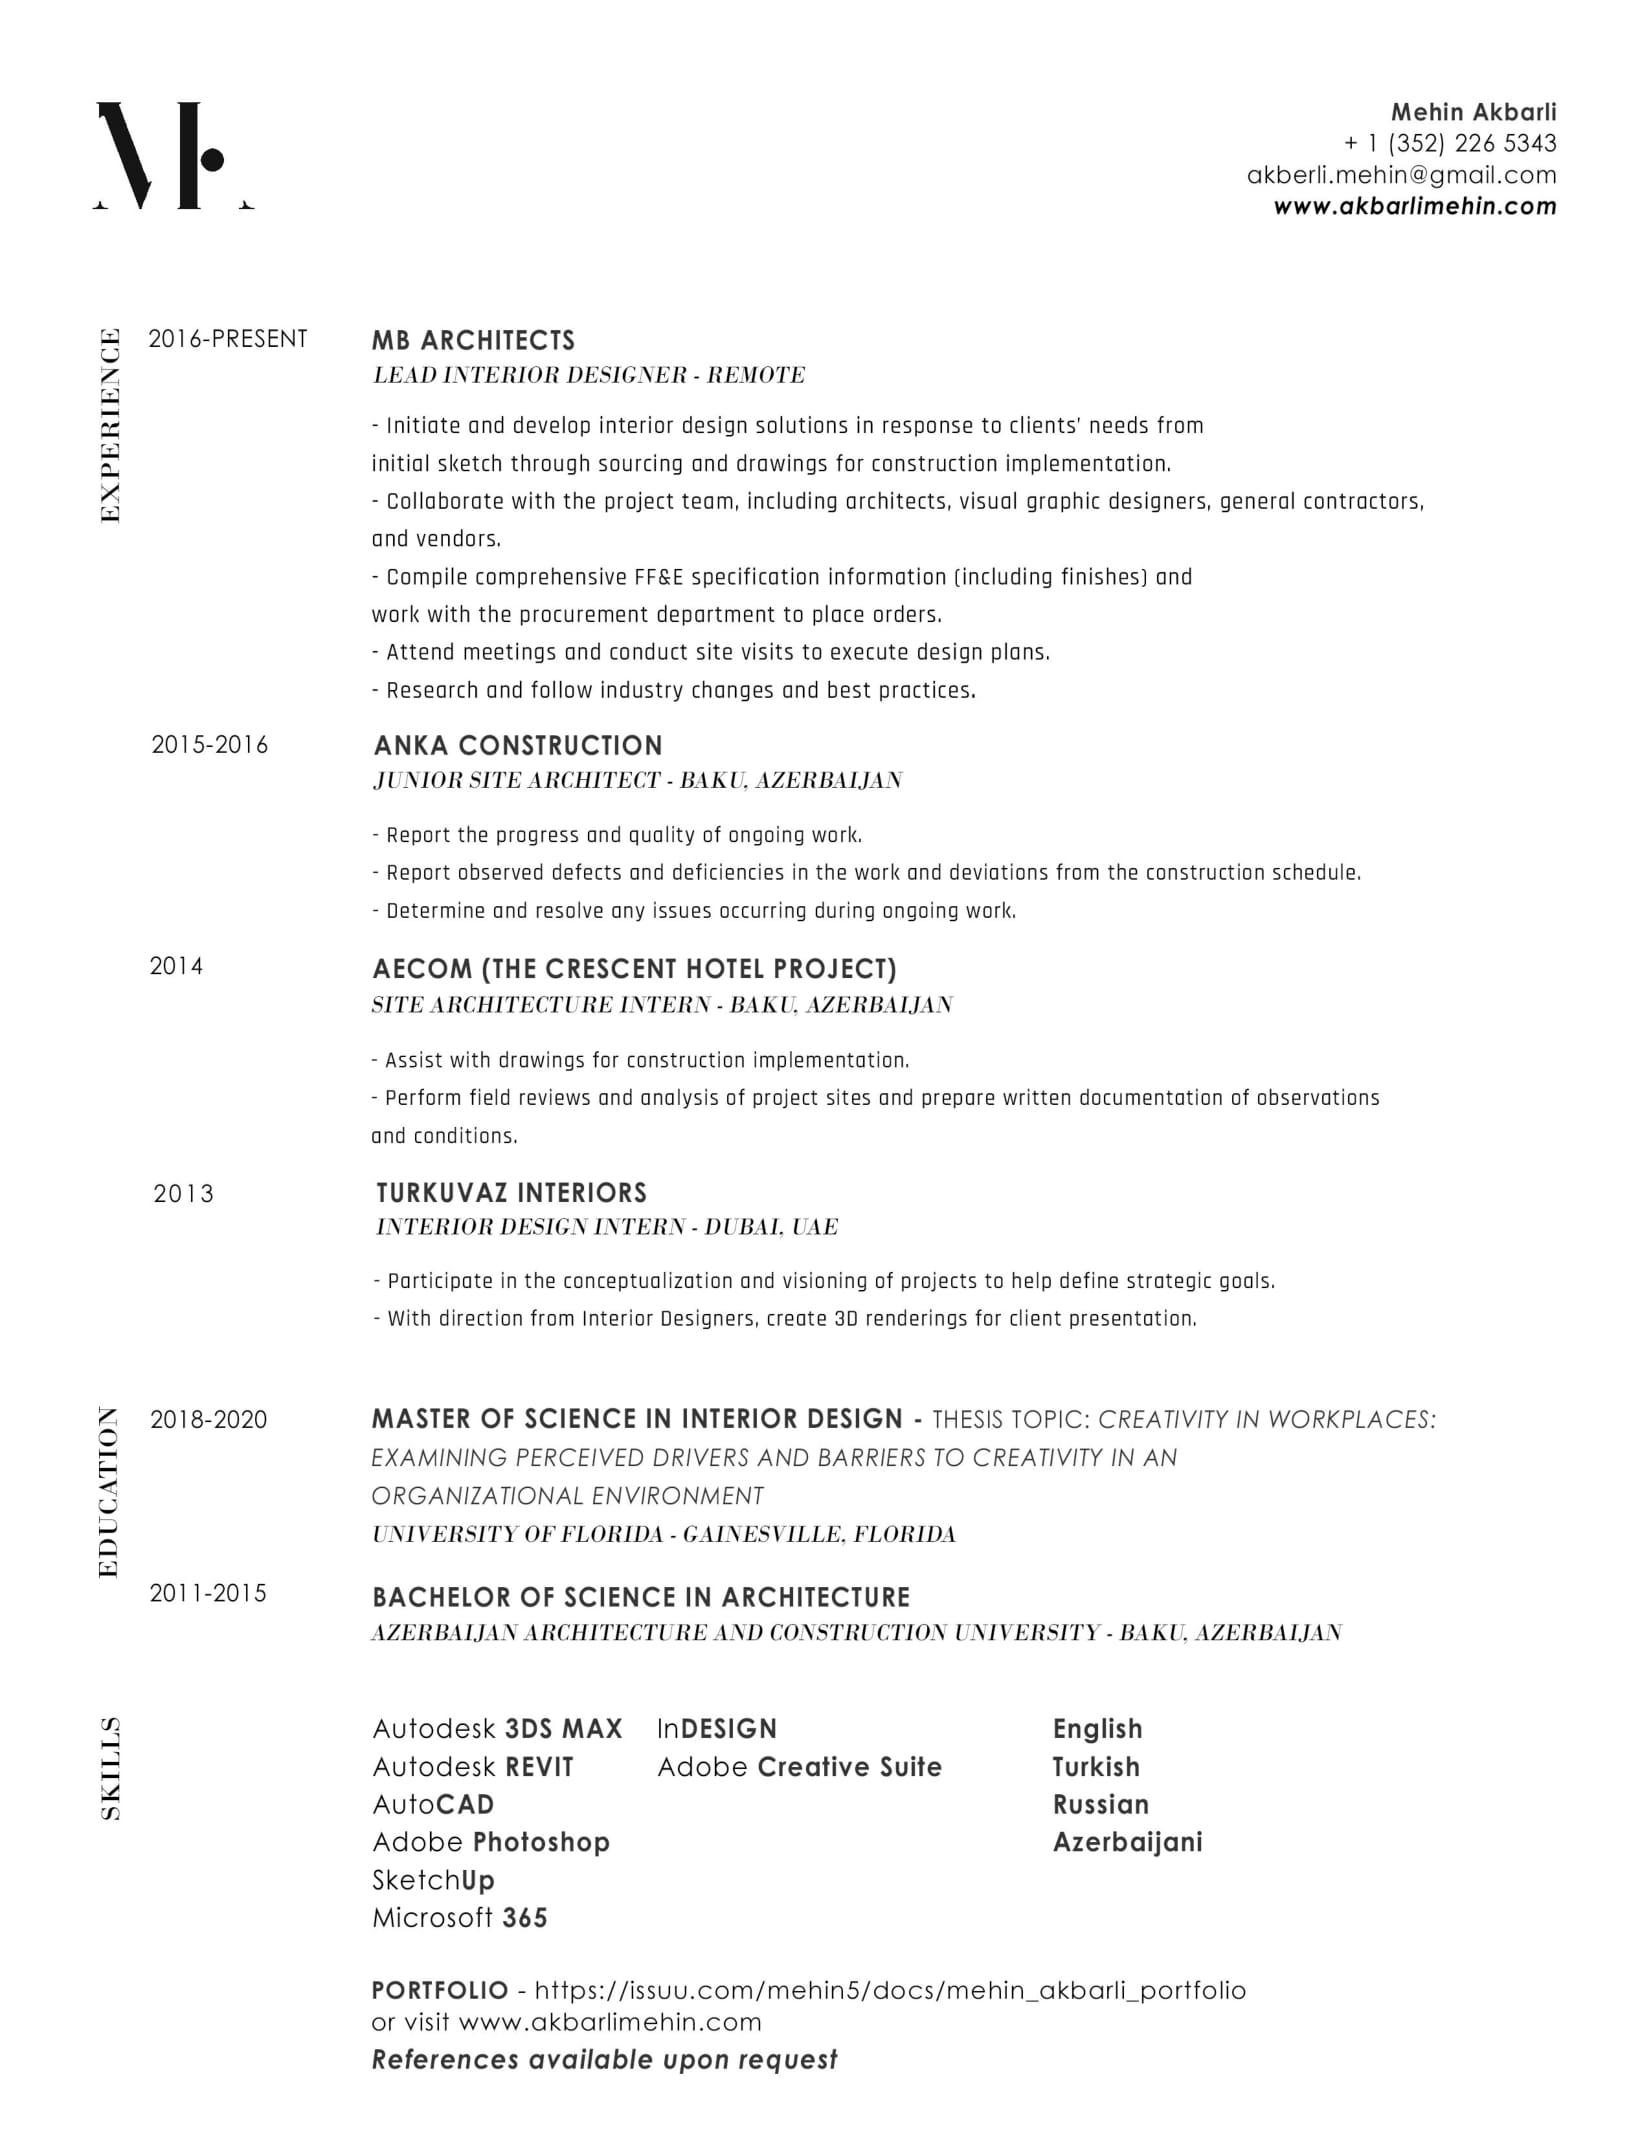 MA
Mehin Akbarli
+ 1 (352) 226 5343
akberli.mehin@gmail.com
www.akbarlimehin.com
EXPERIENCE
2016-PRESENT
MB ARCHITECTS
LEAD INTERIOR DESIGNER - REMOTE
- Initiate and develop interior design solutions in response to clients' needs from
initial sketch through sourcing and drawings for construction implementation.
- Collaborate with the project team, including architects, visual graphic designers, general contractors,
and vendors.
- Compile comprehensive FF&E specification information (including finishes) and
work with the procurement department to place orders.
- Attend meetings and conduct site visits to execute design plans.
- Research and follow industry changes and best practices.
2015-2016
ANKA CONSTRUCTION
JUNIOR SITE ARCHITECT - BAKU, AZERBAIJAN
- Report the progress and quality of ongoing work.
- Report observed defects and deficiencies in the work and deviations from the construction schedule.
- Determine and resolve any issues occurring during ongoing work.
2014
AECOM (THE CRESCENT HOTEL PROJECT)
SITE ARCHITECTURE INTERN - BAKU, AZERBAIJAN
- Assist with drawings for construction implementation.
- Perform field reviews and analysis of project sites and prepare written documentation of observations
and conditions.
2013
TURKUVAZ INTERIORS
INTERIOR DESIGN INTERN - DUBAI, UAE
- Participate in the conceptualization and visioning of projects to help define strategic goals.
- With direction from Interior Designers, create 3D renderings for client presentation.
EDUCATION
2018-2020
MASTER OF SCIENCE IN INTERIOR DESIGN - THESIS TOPIC: CREATIVITY IN WORKPLACES:
EXAMINING PERCEIVED DRIVERS AND BARRIERS TO CREATIVITY IN AN
ORGANIZATIONAL ENVIRONMENT
UNIVERSITY OF FLORIDA - GAINESVILLE, FLORIDA
2011-2015
BACHELOR OF SCIENCE IN ARCHITECTURE
AZERBAIJAN ARCHITECTURE AND CONSTRUCTION UNIVERSITY - BAKU, AZERBAIJAN
SKILLS
Autodesk 3DS MAX
Autodesk REVIT
AutoCAD
Adobe Photoshop
SketchUp
Microsoft 365
InDESIGN
Adobe Creative Suite
English
Turkish
Russian
Azerbaijani
PORTFOLIO - https://issuu.com/mehin5/docs/mehin_akbarli_portfolio
or visit www.akbarlimehin.com
References available upon request